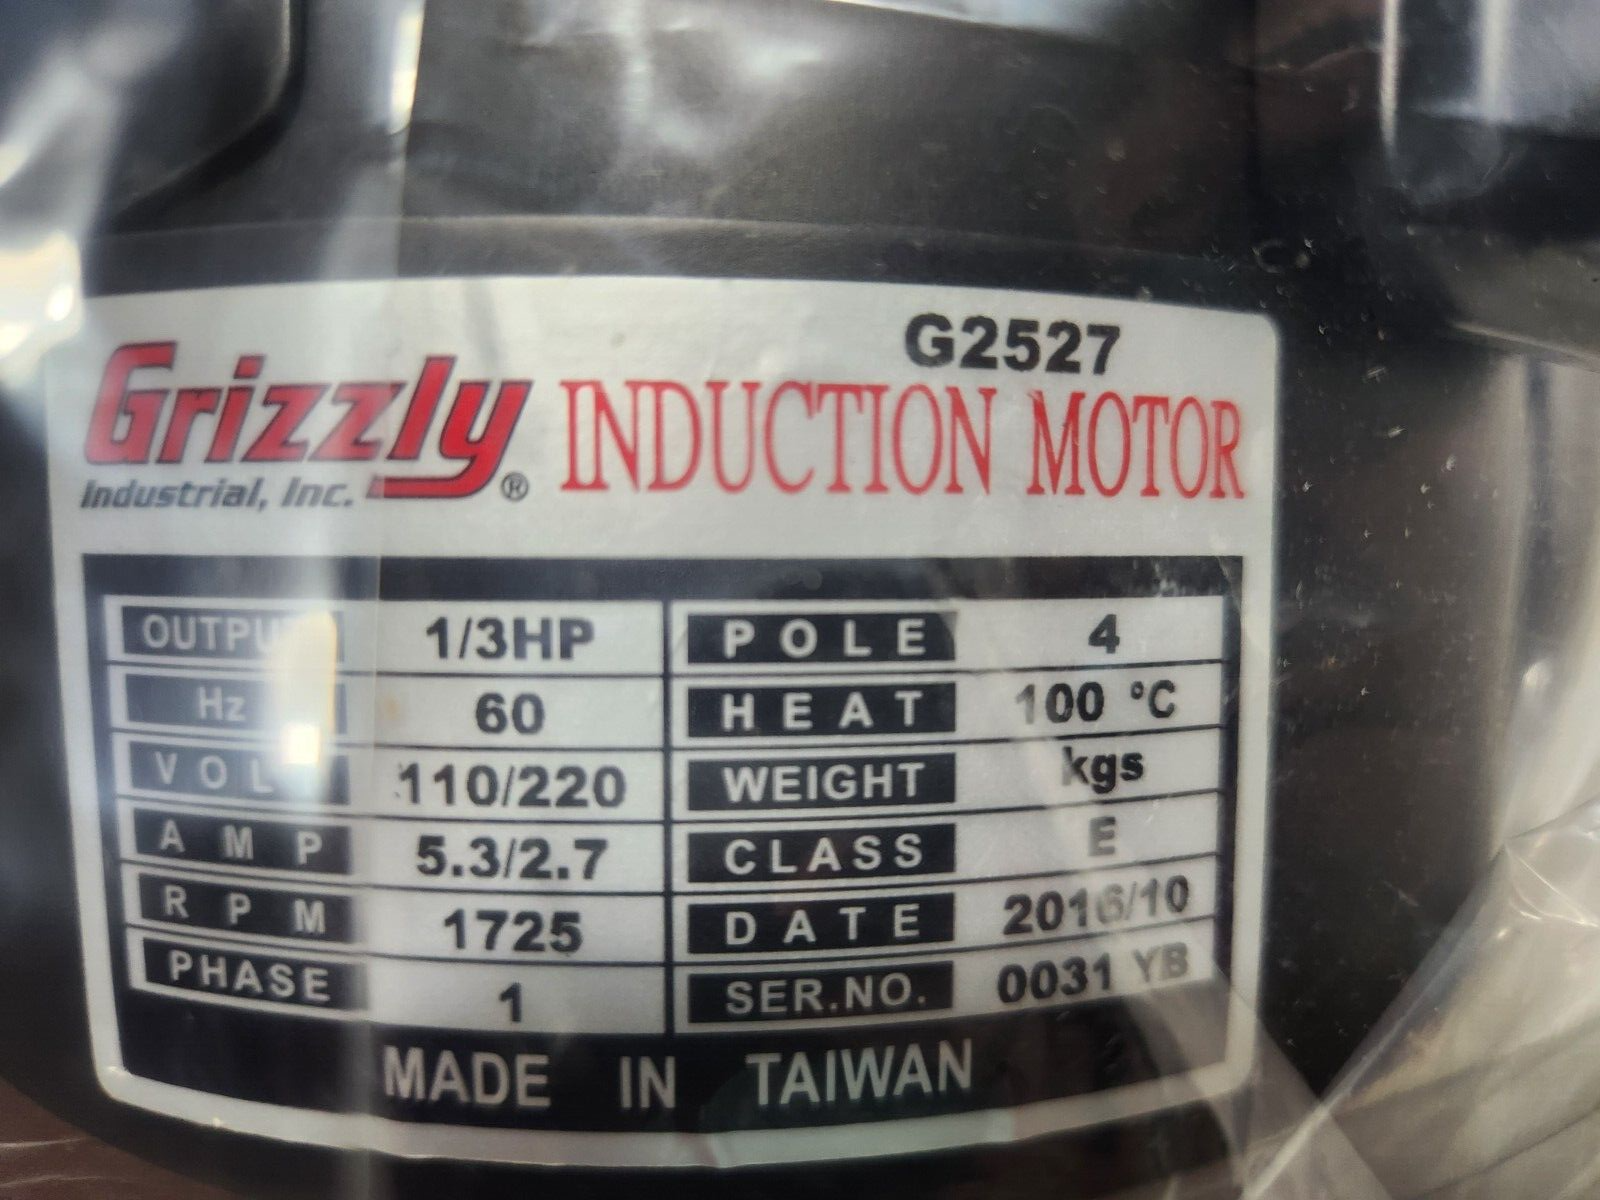 G2527
Grizzly® INDUCTION MOTOR
Industrial, Inc.
OUTPUT 1/3HP POLE 4
Hz 60 HEAT 100 °C
VOLT 110/220 WEIGHT kgs
AMP 5.3/2.7 CLASS E
RPM 1725 DATE 2016/10
PHASE 1 SER.NO. 0031 YB
MADE IN TAIWAN